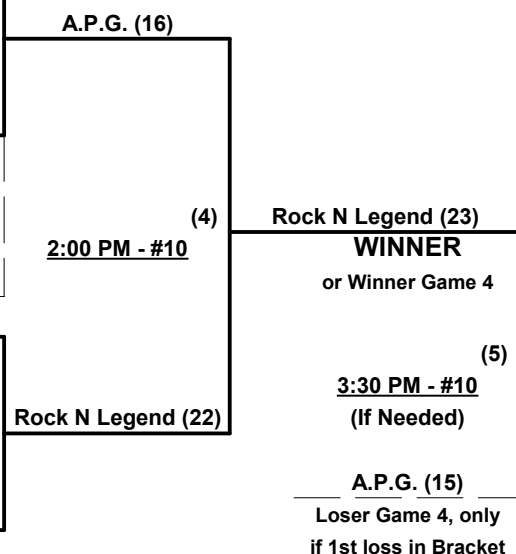 A.P.G. (16)
(4)
2:00 PM - #10
Rock N Legend (22)
Rock N Legend (23)
WINNER
or Winner Game 4
(5)
3:30 PM - #10
(If Needed)
A.P.G. (15)
Loser Game 4, only
if 1st loss in Bracket